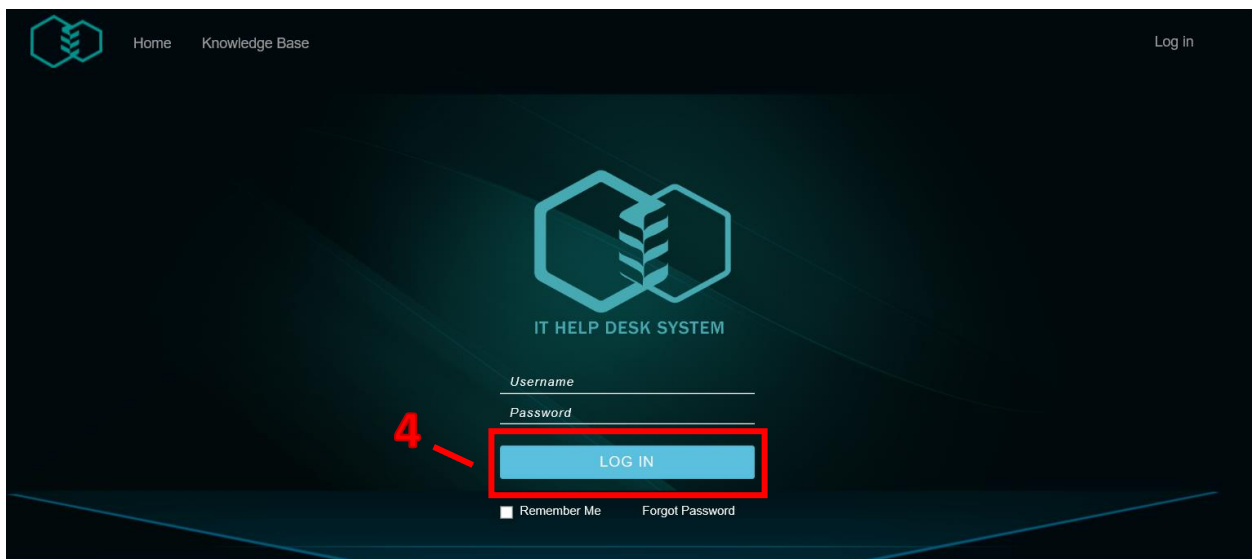 Home Knowledge Base Log in
IT HELP DESK SYSTEM
Username
Password
4
LOG IN
Remember Me Forgot Password